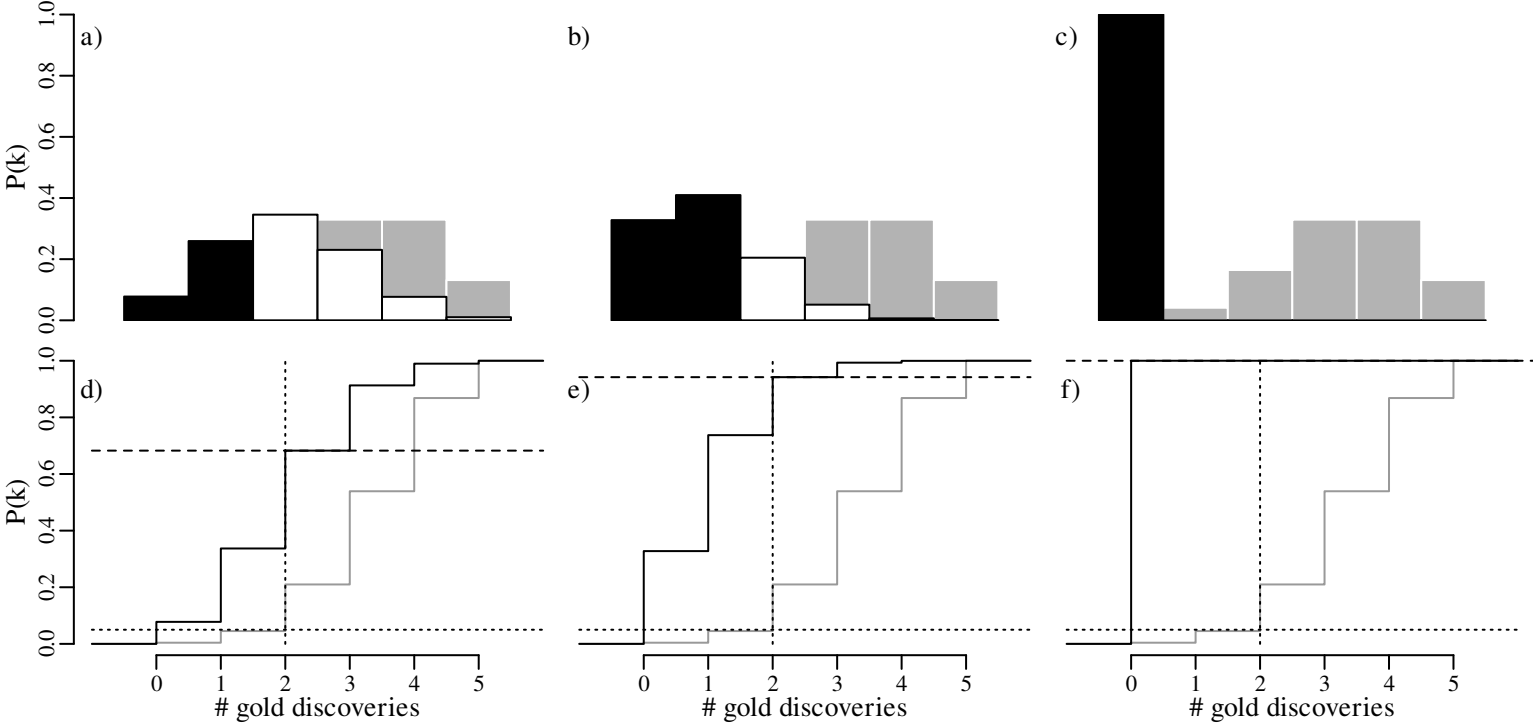 a)
b)
c)
P(k)
0.0 0.2 0.4 0.6 0.8 1.0
d)
e)
f)
P(k)
0.0 0.2 0.4 0.6 0.8 1.0
0 1 2 3 4 5
0 1 2 3 4 5
0 1 2 3 4 5
# gold discoveries
# gold discoveries
# gold discoveries